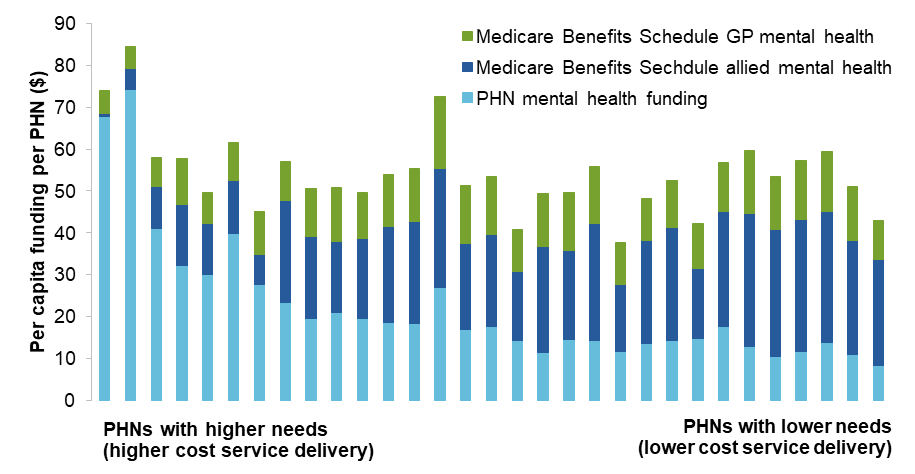 Per capita funding per PHN ($)
90
80
70
60
50
40
30
20
10
0
Medicare Benefits Schedule GP mental health
Medicare Benefits Sechdule allied mental health
PHN mental health funding
PHNs with higher needs
(higher cost service delivery)
PHNs with lower needs
(lower cost service delivery)